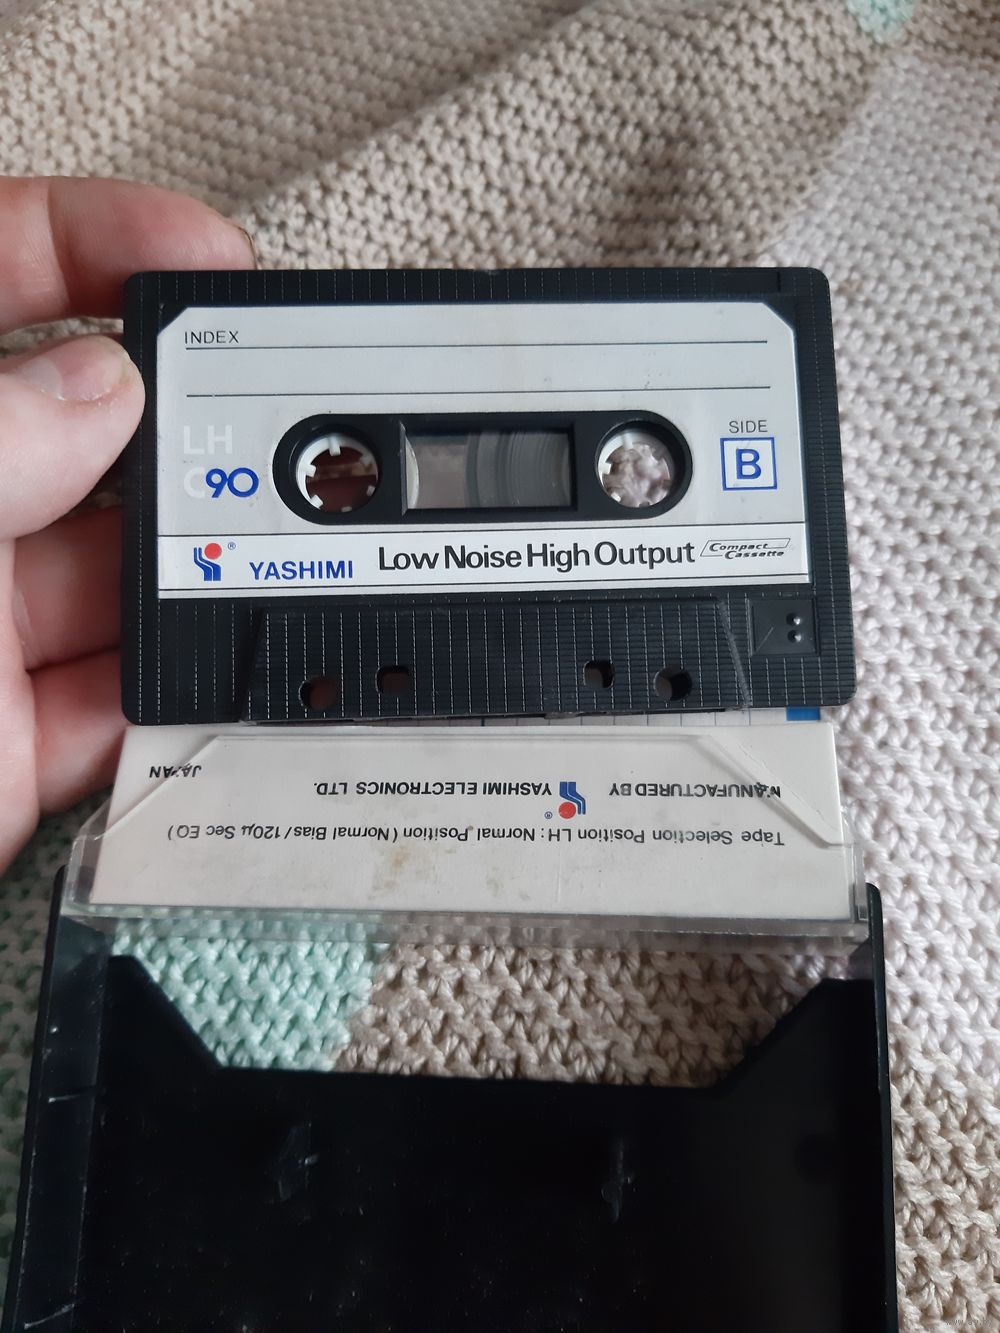 INDEX
LH
C90
SIDE
B
® YASHIMI Low Noise High Output Compact Cassette
Tape Selection Position LH : Normal Position (Normal Bias/120μ Sec EQ)
®
MANUFACTURED BY YASHIMI ELECTRONICS LTD.
JAPAN